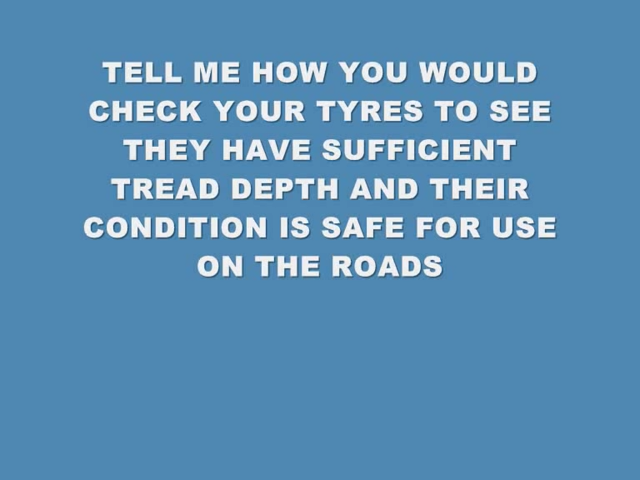 TELL ME HOW YOU WOULD
CHECK YOUR TYRES TO SEE
THEY HAVE SUFFICIENT
TREAD DEPTH AND THEIR
CONDITION IS SAFE FOR USE
ON THE ROADS